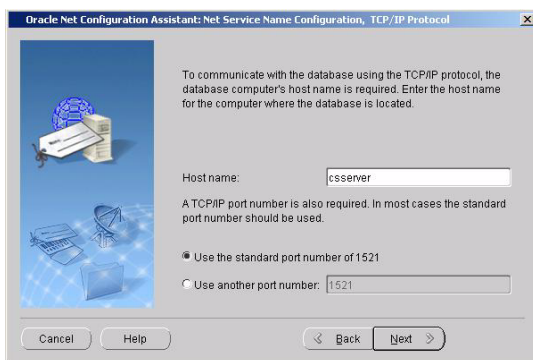 Oracle Net Configuration Assistant: Net Service Name Configuration, TCP/IP Protocol
To communicate with the database using the TCP/IP protocol, the
database computer's host name is required. Enter the host name
for the computer where the database is located.
Host name: csserver
A TCP/IP port number is also required. In most cases the standard
port number should be used.
Use the standard port number of 1521
Use another port number: 1521
Cancel Help Back Next